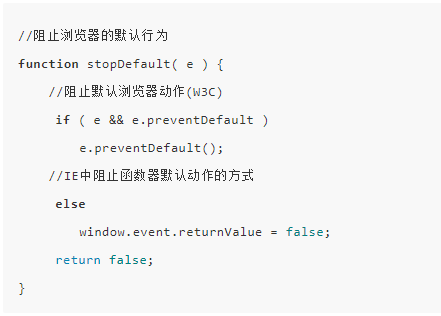 //阻止浏览器的默认行为
function stopDefault( e ) {
//阻止默认浏览器动作(W3C)
if ( e && e.preventDefault )
e.preventDefault();
//IE中阻止函数器默认动作的方式
else
window.event.returnValue = false;
return false;
}